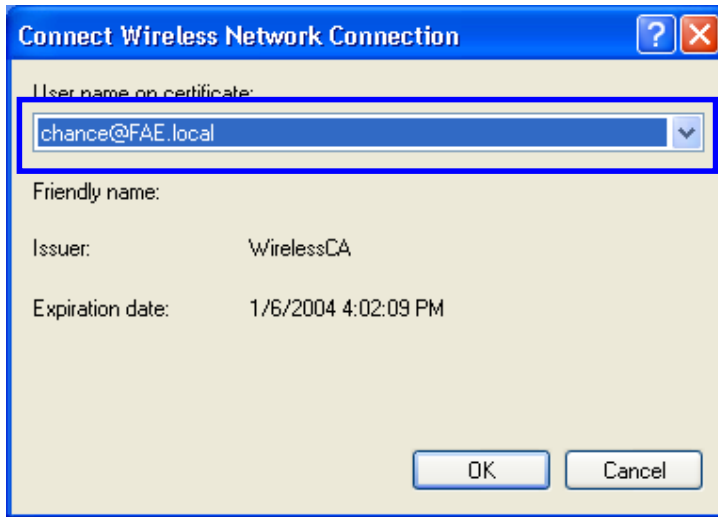 Connect Wireless Network Connection
User name on certificate:
chance@FAE.local
Friendly name:
Issuer: WirelessCA
Expiration date: 1/6/2004 4:02:09 PM
OK Cancel